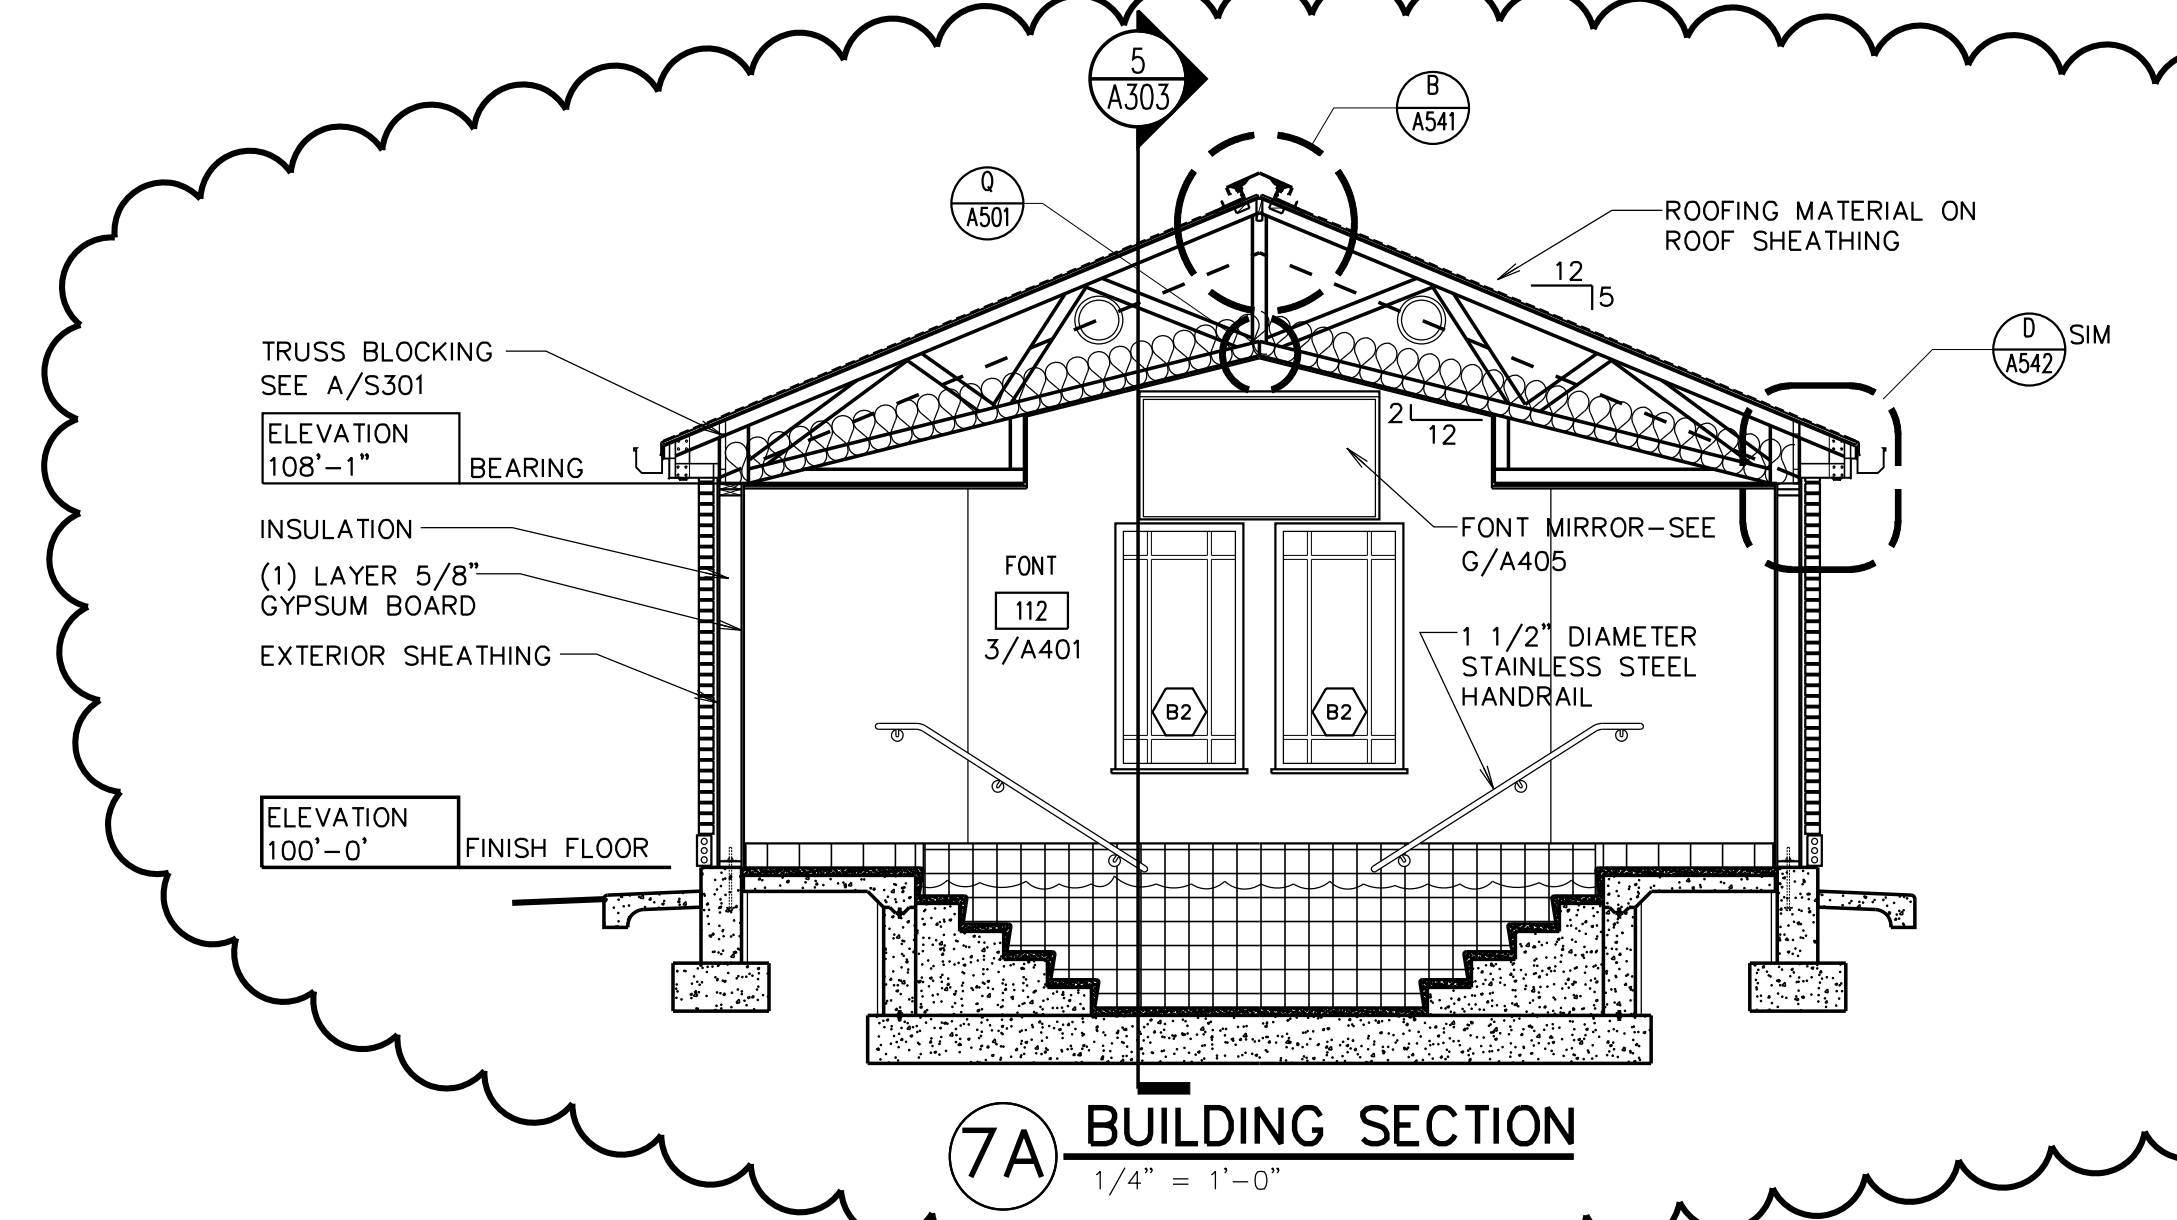 5
A303
B
A541
Q
A501
ROOFING MATERIAL ON
ROOF SHEATHING
12
5
D
A542
SIM
TRUSS BLOCKING
SEE A/S301
ELEVATION
108'-1"
BEARING
2
12
INSULATION
FONT MIRROR-SEE
G/A405
(1) LAYER 5/8"
GYPSUM BOARD
FONT
112
3/A401
EXTERIOR SHEATHING
1 1/2" DIAMETER
STAINLESS STEEL
HANDRAIL
B2
B2
ELEVATION
100'-0'
FINISH FLOOR
7A
BUILDING SECTION
1/4" = 1'-0"